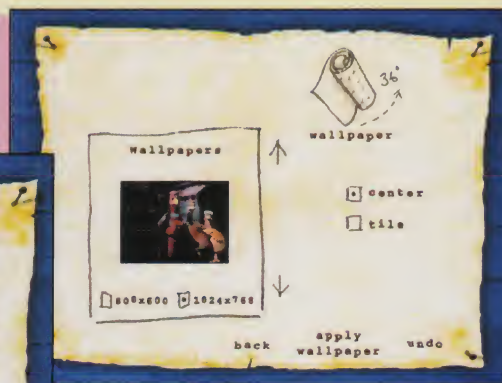 36°
wallpaper
wallpapers
center
tile
800x600 1024x768
back apply wallpaper undo